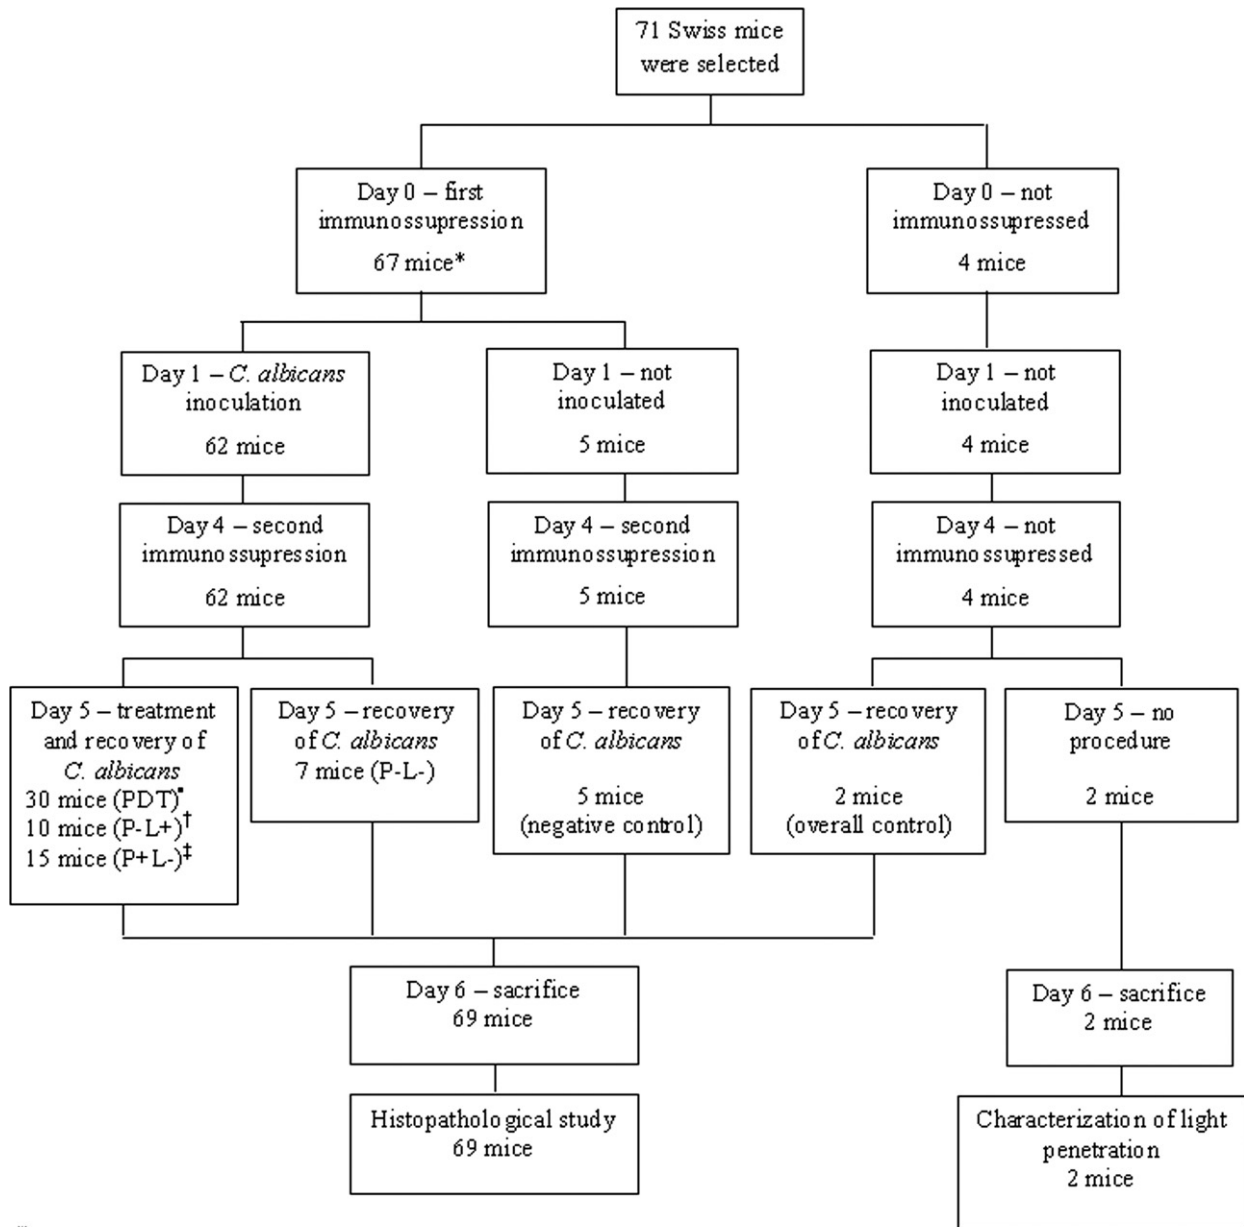 71 Swiss mice
were selected
Day 0 – first
immunossupression
67 mice*
Day 0 – not
immunossupressed
4 mice
Day 1 – C. albicans
inoculation
62 mice
Day 1 – not
inoculated
5 mice
Day 1 – not
inoculated
4 mice
Day 4 – second
immunossupression
62 mice
Day 4 – second
immunossupression
5 mice
Day 4 – not
immunossupressed
4 mice
Day 5 – treatment
and recovery of
C. albicans
30 mice (PDT)▪
10 mice (P-L+)†
15 mice (P+L-)‡
Day 5 – recovery
of C. albicans
7 mice (P-L-)
Day 5 – recovery
of C. albicans
5 mice
(negative control)
Day 5 – recovery
of C. albicans
2 mice
(overall control)
Day 5 – no
procedure
2 mice
Day 6 – sacrifice
69 mice
Day 6 – sacrifice
2 mice
Histopathological study
69 mice
Characterization of light
penetration
2 mice